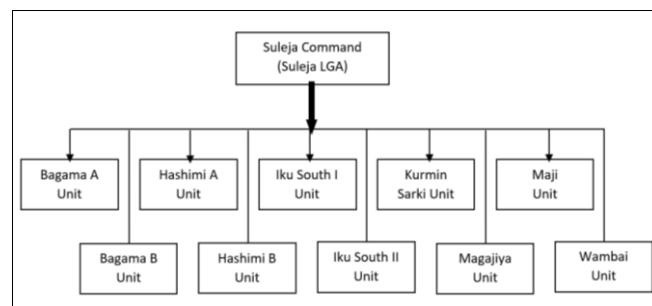 Suleja Command
(Suleja LGA)
Bagama A
Unit
Hashimi A
Unit
Iku South I
Unit
Kurmin
Sarki Unit
Maji
Unit
Bagama B
Unit
Hashimi B
Unit
Iku South II
Unit
Magajiya
Unit
Wambai
Unit